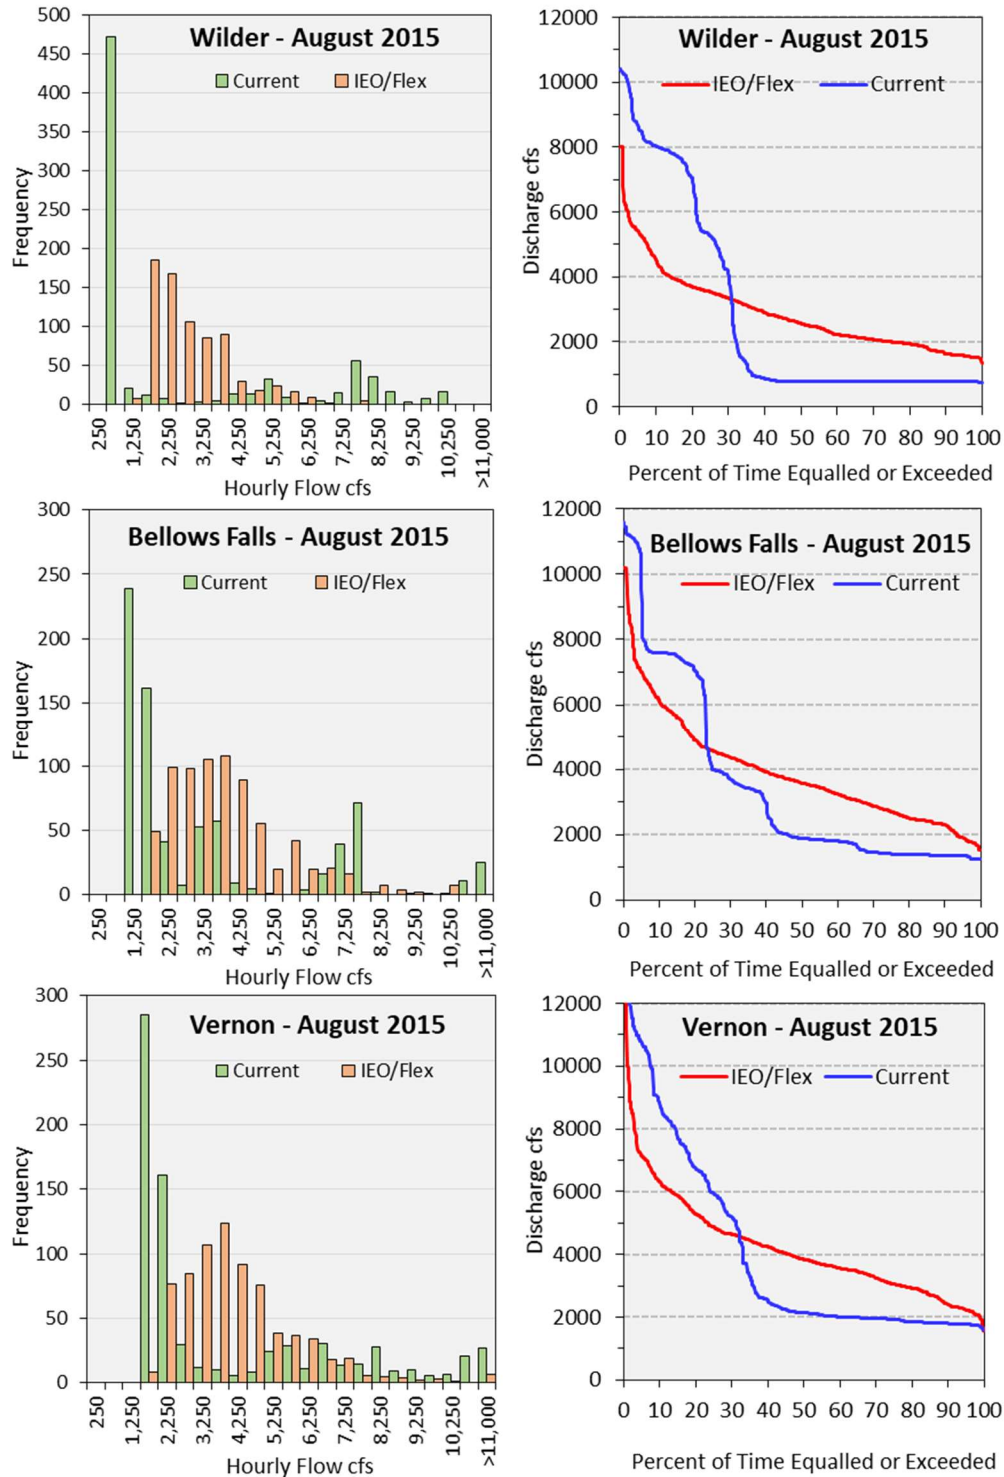 Wilder - August 2015
Current IEO/Flex
Frequency
500
450
400
350
300
250
200
150
100
50
0
250 1,250 2,250 3,250 4,250 5,250 6,250 7,250 8,250 9,250 10,250 >11,000
Hourly Flow cfs
Wilder - August 2015
IEO/Flex Current
Discharge cfs
12000
10000
8000
6000
4000
2000
0
0 10 20 30 40 50 60 70 80 90 100
Percent of Time Equalled or Exceeded
Bellows Falls - August 2015
Current IEO/Flex
Frequency
300
250
200
150
100
50
0
250 1,250 2,250 3,250 4,250 5,250 6,250 7,250 8,250 9,250 10,250 >11,000
Hourly Flow cfs
Bellows Falls - August 2015
IEO/Flex Current
Discharge cfs
12000
10000
8000
6000
4000
2000
0
0 10 20 30 40 50 60 70 80 90 100
Percent of Time Equalled or Exceeded
Vernon - August 2015
Current IEO/Flex
Frequency
300
250
200
150
100
50
0
250 1,250 2,250 3,250 4,250 5,250 6,250 7,250 8,250 9,250 10,250 >11,000
Hourly Flow cfs
Vernon - August 2015
IEO/Flex Current
Discharge cfs
12000
10000
8000
6000
4000
2000
0
0 10 20 30 40 50 60 70 80 90 100
Percent of Time Equalled or Exceeded